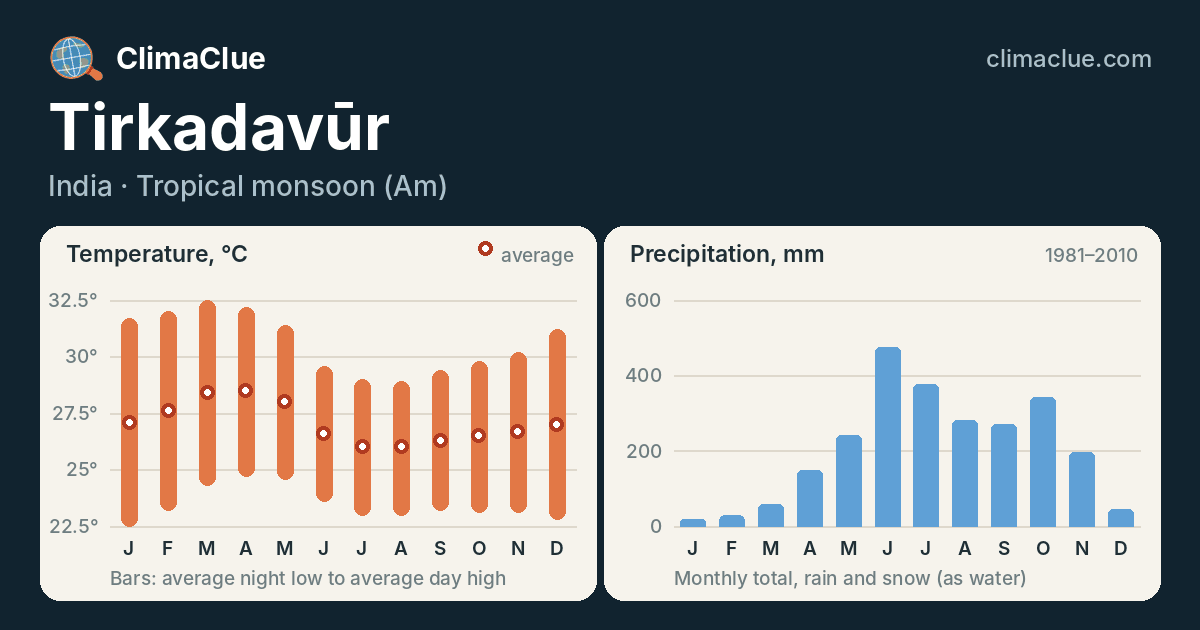 ClimaClue
climaclue.com
Tirkadavūr
India · Tropical monsoon (Am)
Temperature, °C
average
32.5°
30°
27.5°
25°
22.5°
J F M A M J J A S O N D
Bars: average night low to average day high
Precipitation, mm
1981–2010
600
400
200
0
J F M A M J J A S O N D
Monthly total, rain and snow (as water)